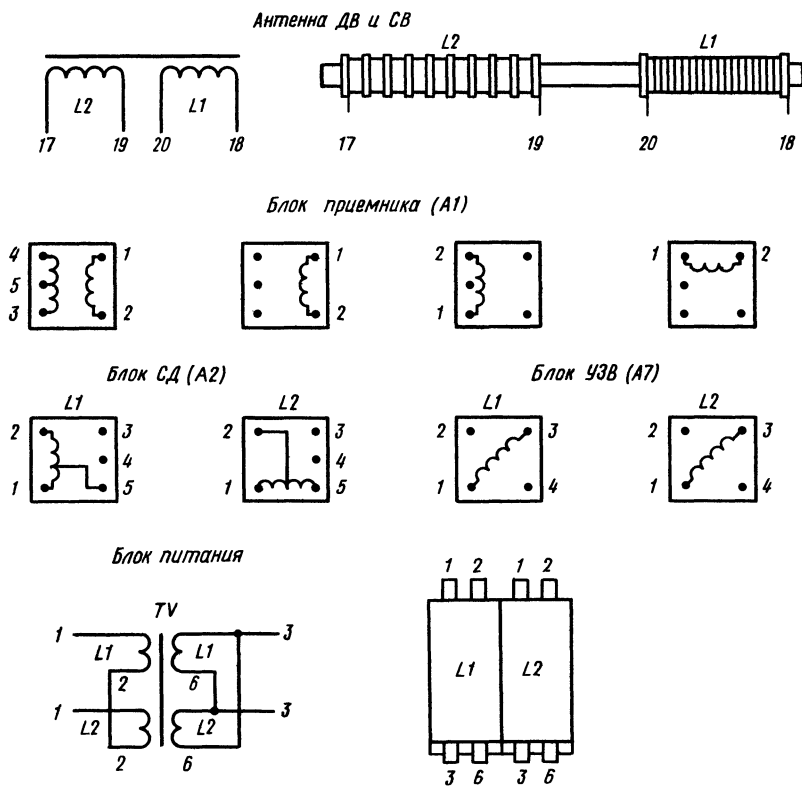 Антенна ДВ и СВ
L2 L1
L2 L1
17 19 20 18
17 19 20 18
Блок приемника (А1)
4 1 1 2 1 2
5
3 2 2 1
Блок СД (А2) Блок УЗВ (А7)
L1 L2 L1 L2
2 3 2 3 2 3 2 3
4 4
1 5 1 5 1 4 1 4
Блок питания
1 2 1 2
TV
1 3
L1 L1
2 6
L1 L2
1 3
L2 L2
2 6
3 6 3 6